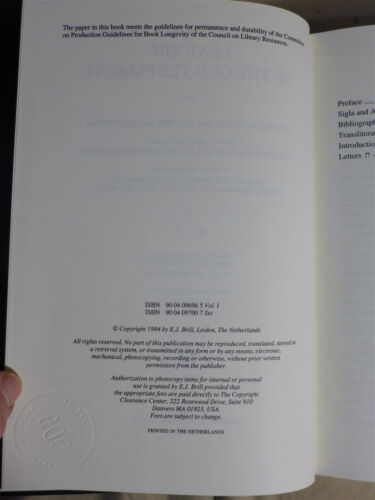 The paper in this book meets the guidelines for permanence and durability of the Committee
on Production Guidelines for Book Longevity of the Council on Library Resources.
LEXICON
OF THE OLD TESTAMENT
ISBN 90 04 09696 5 Vol. I
ISBN 90 04 09700 7 Set
© Copyright 1994 by E.J. Brill, Leiden, The Netherlands
All rights reserved. No part of this publication may be reproduced, translated, stored in
a retrieval system, or transmitted in any form or by any means, electronic,
mechanical, photocopying, recording or otherwise, without prior written
permission from the publisher.
Authorization to photocopy items for internal or personal
use is granted by E.J. Brill provided that
the appropriate fees are paid directly to The Copyright
Clearance Center, 222 Rosewood Drive, Suite 910
Danvers MA 01923, USA.
Fees are subject to change.
PRINTED IN THE NETHERLANDS
Preface .....
Sigla and A
Bibliograph
Transliterat
Introduction
Letters